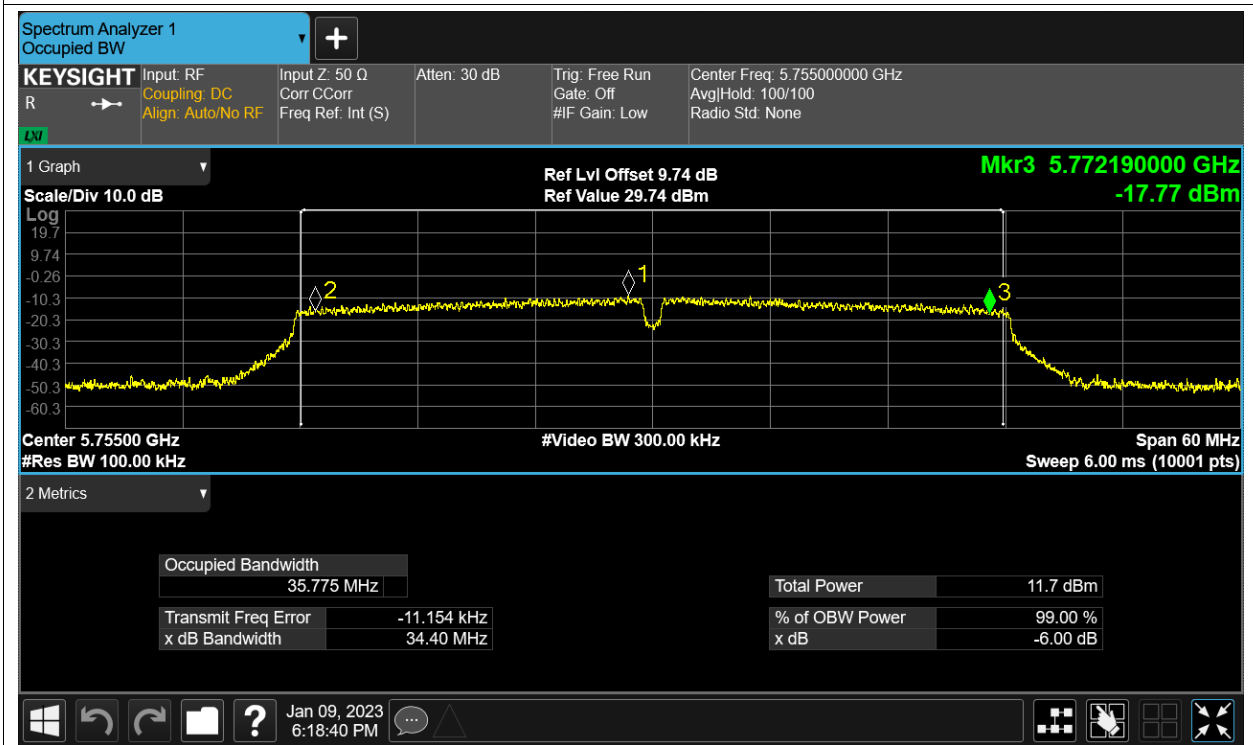 Spectrum Analyzer 1
Occupied BW
KEYSIGHT
R
LXI
Input: RF
Coupling: DC
Align: Auto/No RF
Input Z: 50 Ω
Corr CCorr
Freq Ref: Int (S)
Atten: 30 dB
Trig: Free Run
Gate: Off
#IF Gain: Low
Center Freq: 5.755000000 GHz
Avg|Hold: 100/100
Radio Std: None
1 Graph
Scale/Div 10.0 dB
Ref Lvl Offset 9.74 dB
Ref Value 29.74 dBm
Mkr3 5.772190000 GHz
-17.77 dBm
Log
19.7
9.74
-0.26
-10.3
-20.3
-30.3
-40.3
-50.3
-60.3
2
1
3
Center 5.75500 GHz
#Res BW 100.00 kHz
#Video BW 300.00 kHz
Span 60 MHz
Sweep 6.00 ms (10001 pts)
2 Metrics
Occupied Bandwidth
35.775 MHz
Transmit Freq Error -11.154 kHz
x dB Bandwidth 34.40 MHz
Total Power 11.7 dBm
% of OBW Power 99.00 %
x dB -6.00 dB
?
Jan 09, 2023
6:18:40 PM